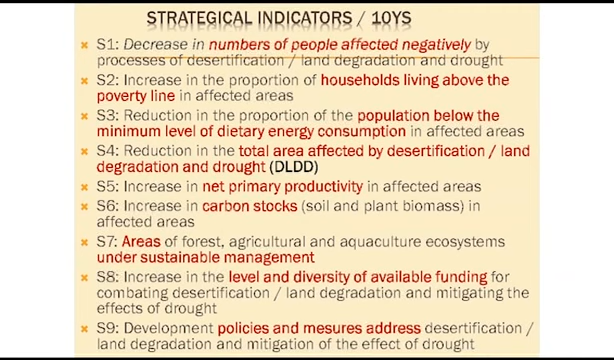 STRATEGICAL INDICATORS / 10YS
S1: Decrease in numbers of people affected negatively by
processes of desertification / land degradation and drought
S2: Increase in the proportion of households living above the
poverty line in affected areas
S3: Reduction in the proportion of the population below the
minimum level of dietary energy consumption in affected areas
S4: Reduction in the total area affected by desertification / land
degradation and drought (DLDD)
S5: Increase in net primary productivity in affected areas
S6: Increase in carbon stocks (soil and plant biomass) in
affected areas
S7: Areas of forest, agricultural and aquaculture ecosystems
under sustainable management
S8: Increase in the level and diversity of available funding for
combating desertification / land degradation and mitigating the
effects of drought
S9: Development policies and mesures address desertification /
land degradation and mitigation of the effect of drought